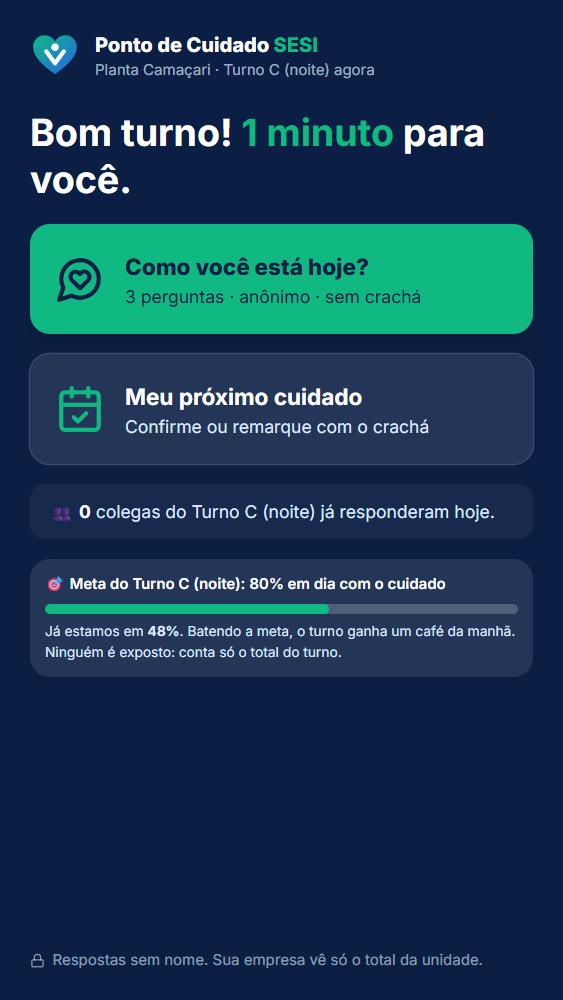 Ponto de Cuidado SESI
Planta Camaçari · Turno C (noite) agora
Bom turno! 1 minuto para
você.
Como você está hoje?
3 perguntas · anônimo · sem crachá
Meu próximo cuidado
Confirme ou remarque com o crachá
0 colegas do Turno C (noite) já responderam hoje.
Meta do Turno C (noite): 80% em dia com o cuidado
Já estamos em 48%. Batendo a meta, o turno ganha um café da manhã.
Ninguém é exposto: conta só o total do turno.
Respostas sem nome. Sua empresa vê só o total da unidade.